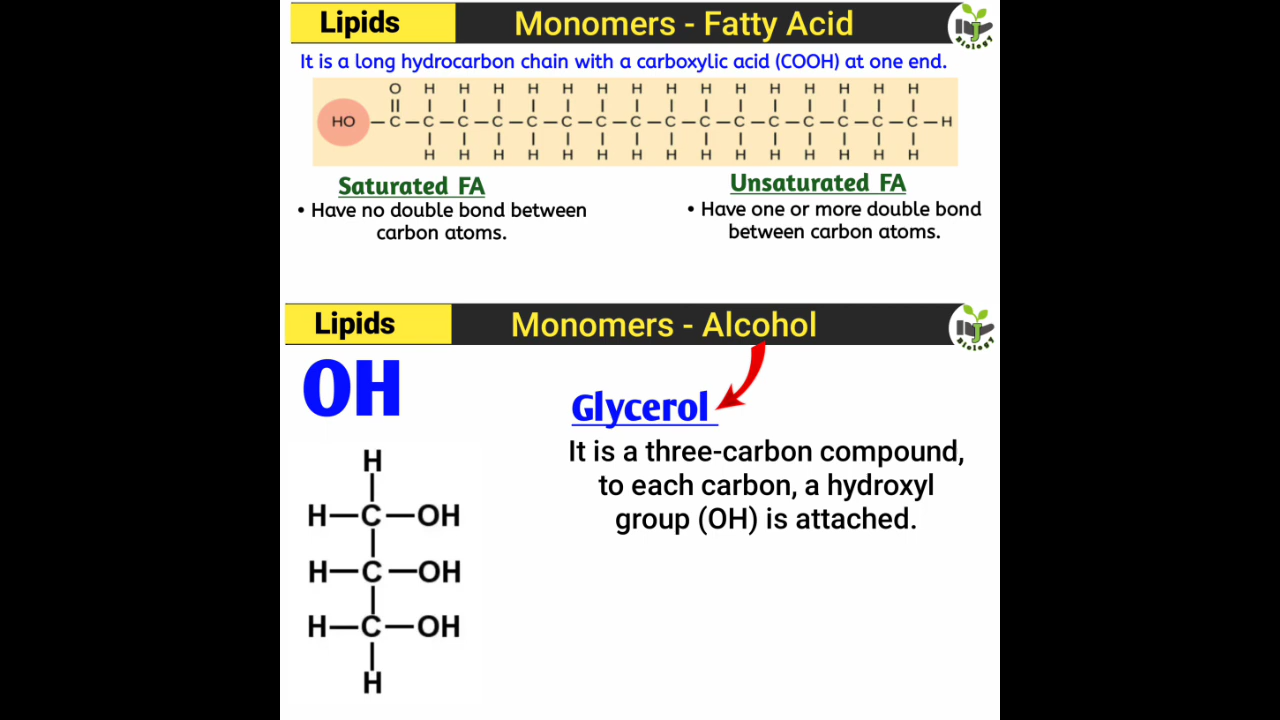 Lipids
Monomers - Fatty Acid
Biology
It is a long hydrocarbon chain with a carboxylic acid (COOH) at one end.
O H H H H H H H H H H H H H H H
HO —C—C—C—C—C—C—C—C—C—C—C—C—C—C—C—C—H
H H H H H H H H H H H H H H H
Saturated FA
• Have no double bond between
carbon atoms.
Unsaturated FA
• Have one or more double bond
between carbon atoms.
Lipids
Monomers - Alcohol
Biology
OH
Glycerol
It is a three-carbon compound,
to each carbon, a hydroxyl
group (OH) is attached.
H
H—C—OH
H—C—OH
H—C—OH
H